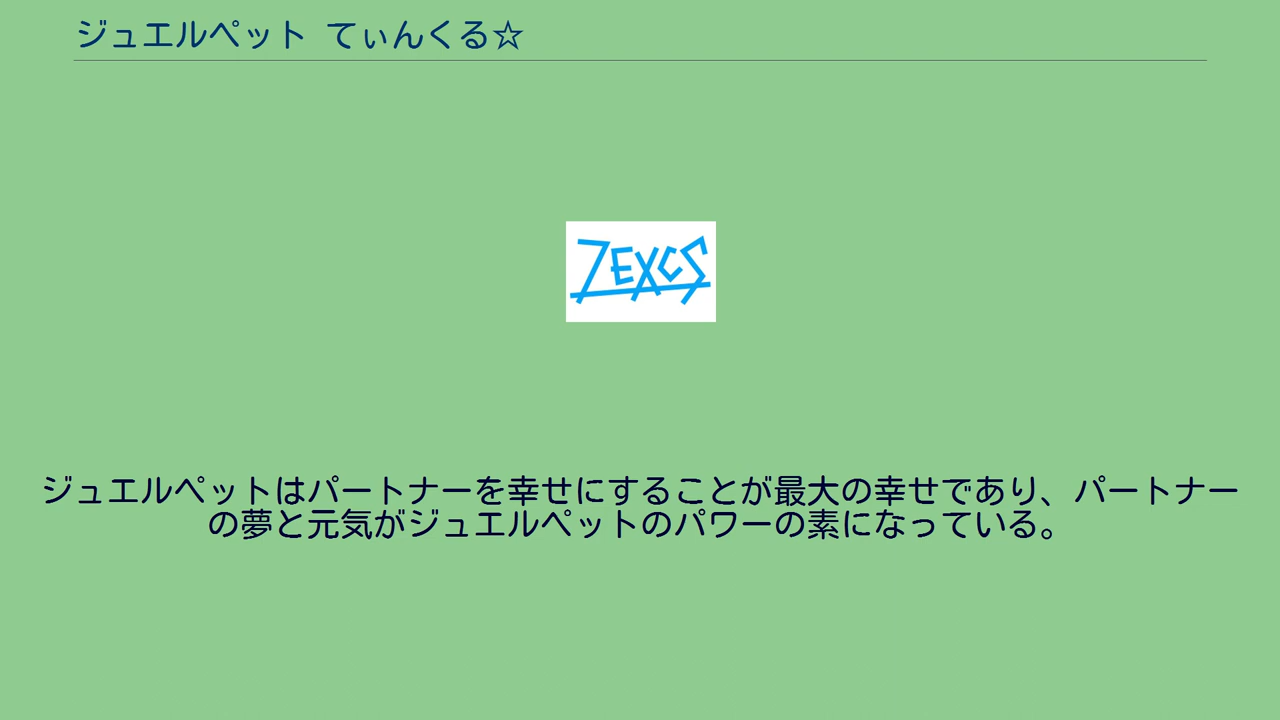 ジュエルペット てぃんくる☆
ZEXCS
ジュエルペットはパートナーを幸せにすることが最大の幸せであり、パートナー
の夢と元気がジュエルペットのパワーの素になっている。